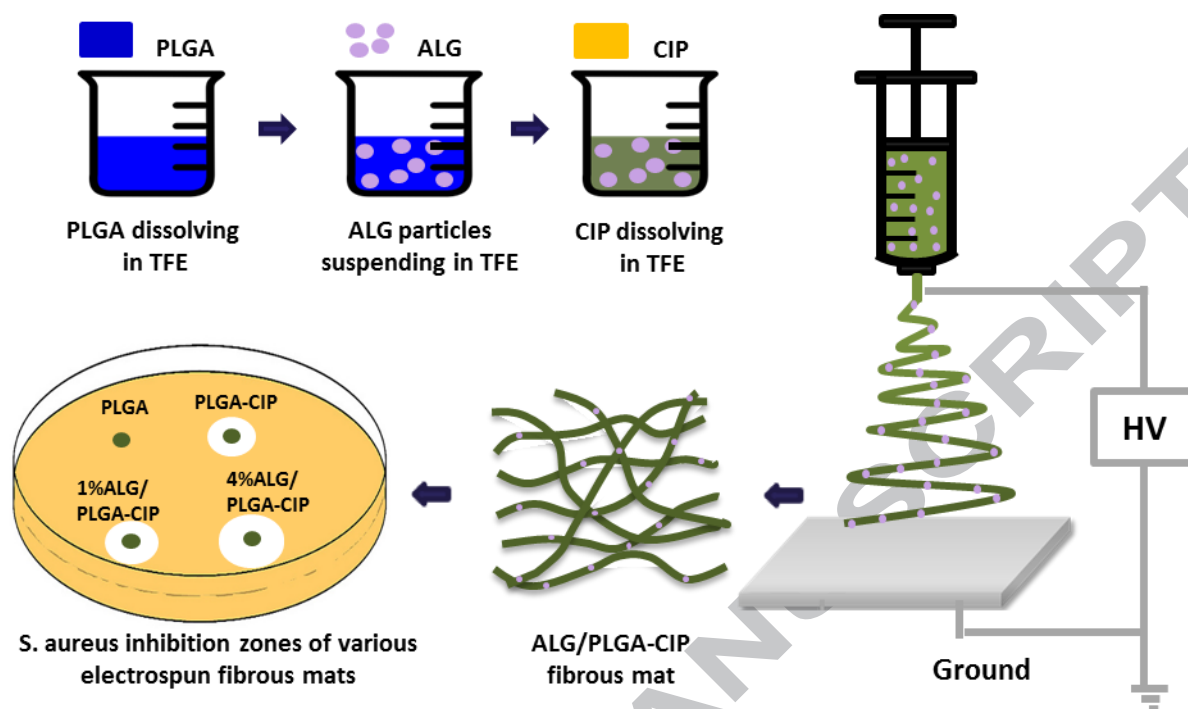 PLGA
ALG
CIP
PLGA dissolving
in TFE
ALG particles
suspending in TFE
CIP dissolving
in TFE
HV
Ground
PLGA
PLGA-CIP
1%ALG/
PLGA-CIP
4%ALG/
PLGA-CIP
S. aureus inhibition zones of various
electrospun fibrous mats
ALG/PLGA-CIP
fibrous mat
ANUSCRIPT